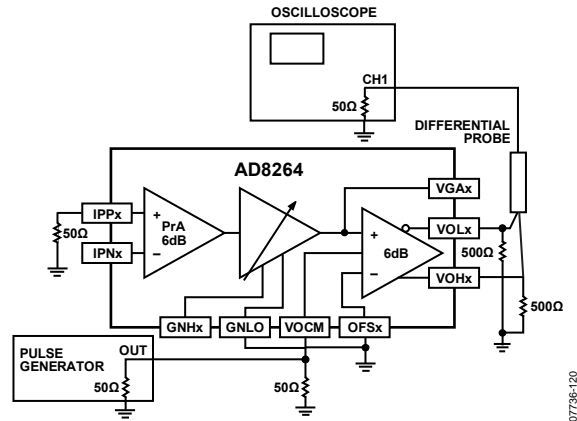 OSCILLOSCOPE
CH1
50Ω
DIFFERENTIAL
PROBE
AD8264
IPPx
+
PrA
6dB
IPNx
–
50Ω
+
6dB
–
VGAx
VOLx
500Ω
VOHx
500Ω
GNHx
GNLO
VOCM
OFSx
PULSE
GENERATOR
OUT
50Ω
50Ω
07736-120